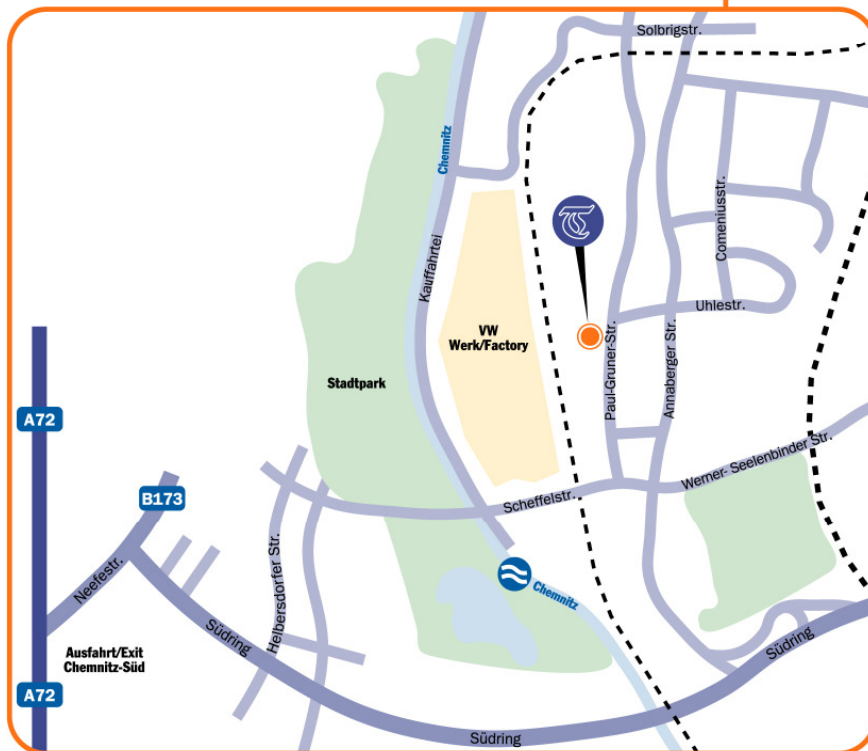 Solbrigstr.
Chemnitz
Comeniusstr.
Kauffahrtei
Uhlestr.
VW
Werk/Factory
Paul-Gruner-Str.
Annaberger Str.
Stadtpark
A72
Werner- Seelenbinder Str.
B173
Scheffelstr.
Neefestr.
Helbersdorfer Str.
Chemnitz
Südring
Südring
Ausfahrt/Exit
Chemnitz-Süd
A72
Südring